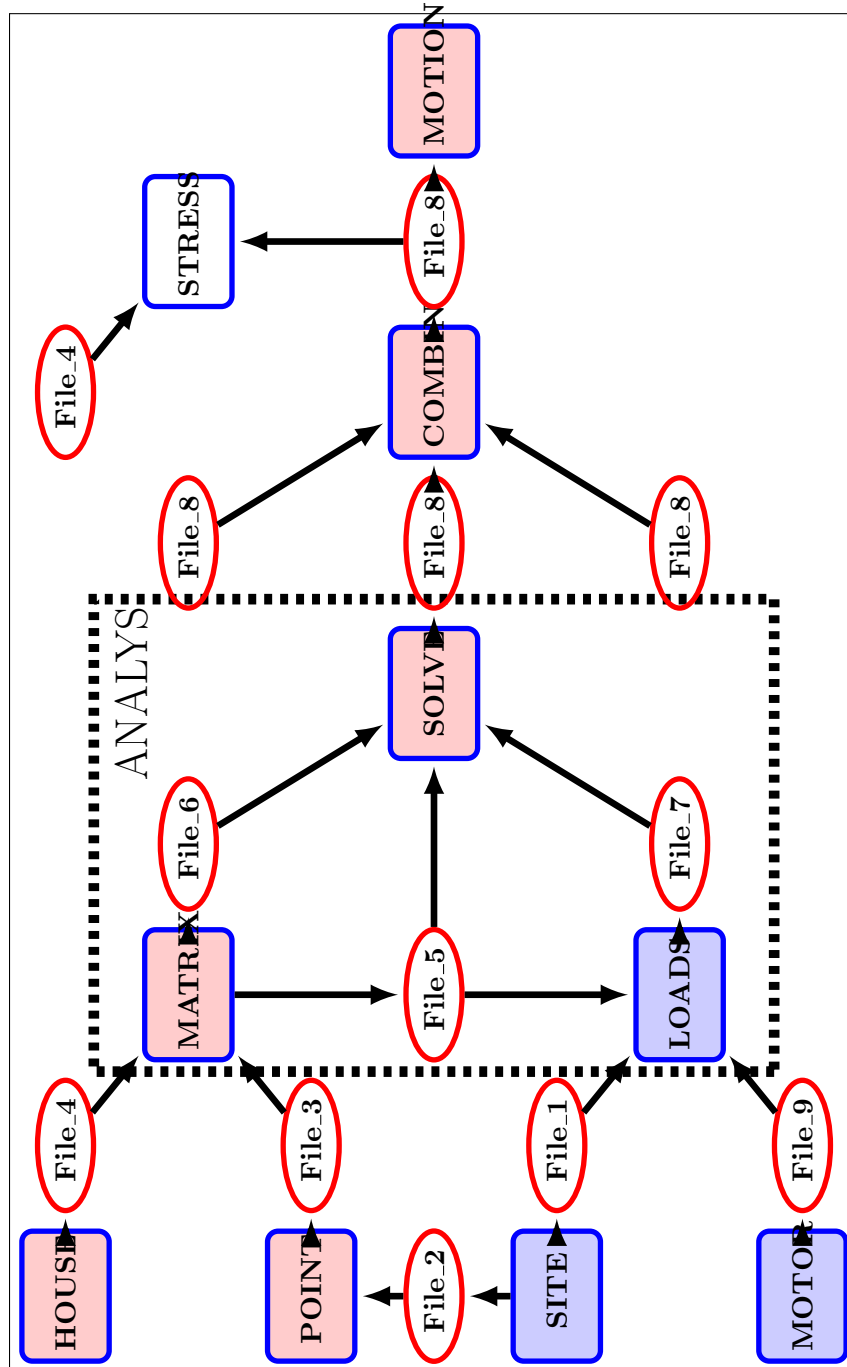 HOUSE
File_4
File_4
ANALYS
MATRIX
File_6
File_8
STRESS
POINT
File_3
File_2
File_5
SOLVE
File_8
COMBIN
File_8
MOTION
SITE
File_1
LOADS
File_7
File_8
MOTOR
File_9